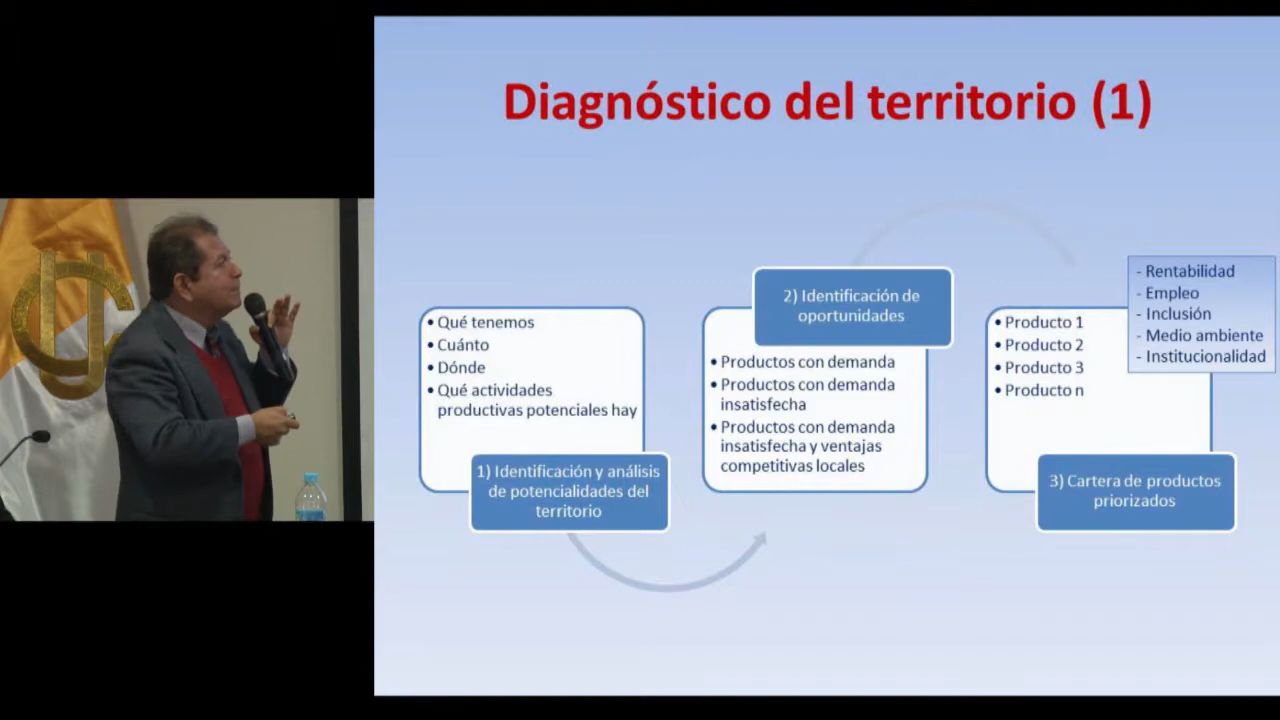 Diagnóstico del territorio (1)
• Qué tenemos
• Cuánto
• Dónde
• Qué actividades
productivas potenciales hay
1) Identificación y análisis
de potencialidades del
territorio
2) Identificación de
oportunidades
• Productos con demanda
• Productos con demanda
insatisfecha
• Productos con demanda
insatisfecha y ventajas
competitivas locales
• Producto 1
• Producto 2
• Producto 3
• Producto n
- Rentabilidad
- Empleo
- Inclusión
- Medio ambiente
- Institucionalidad
3) Cartera de productos
priorizados